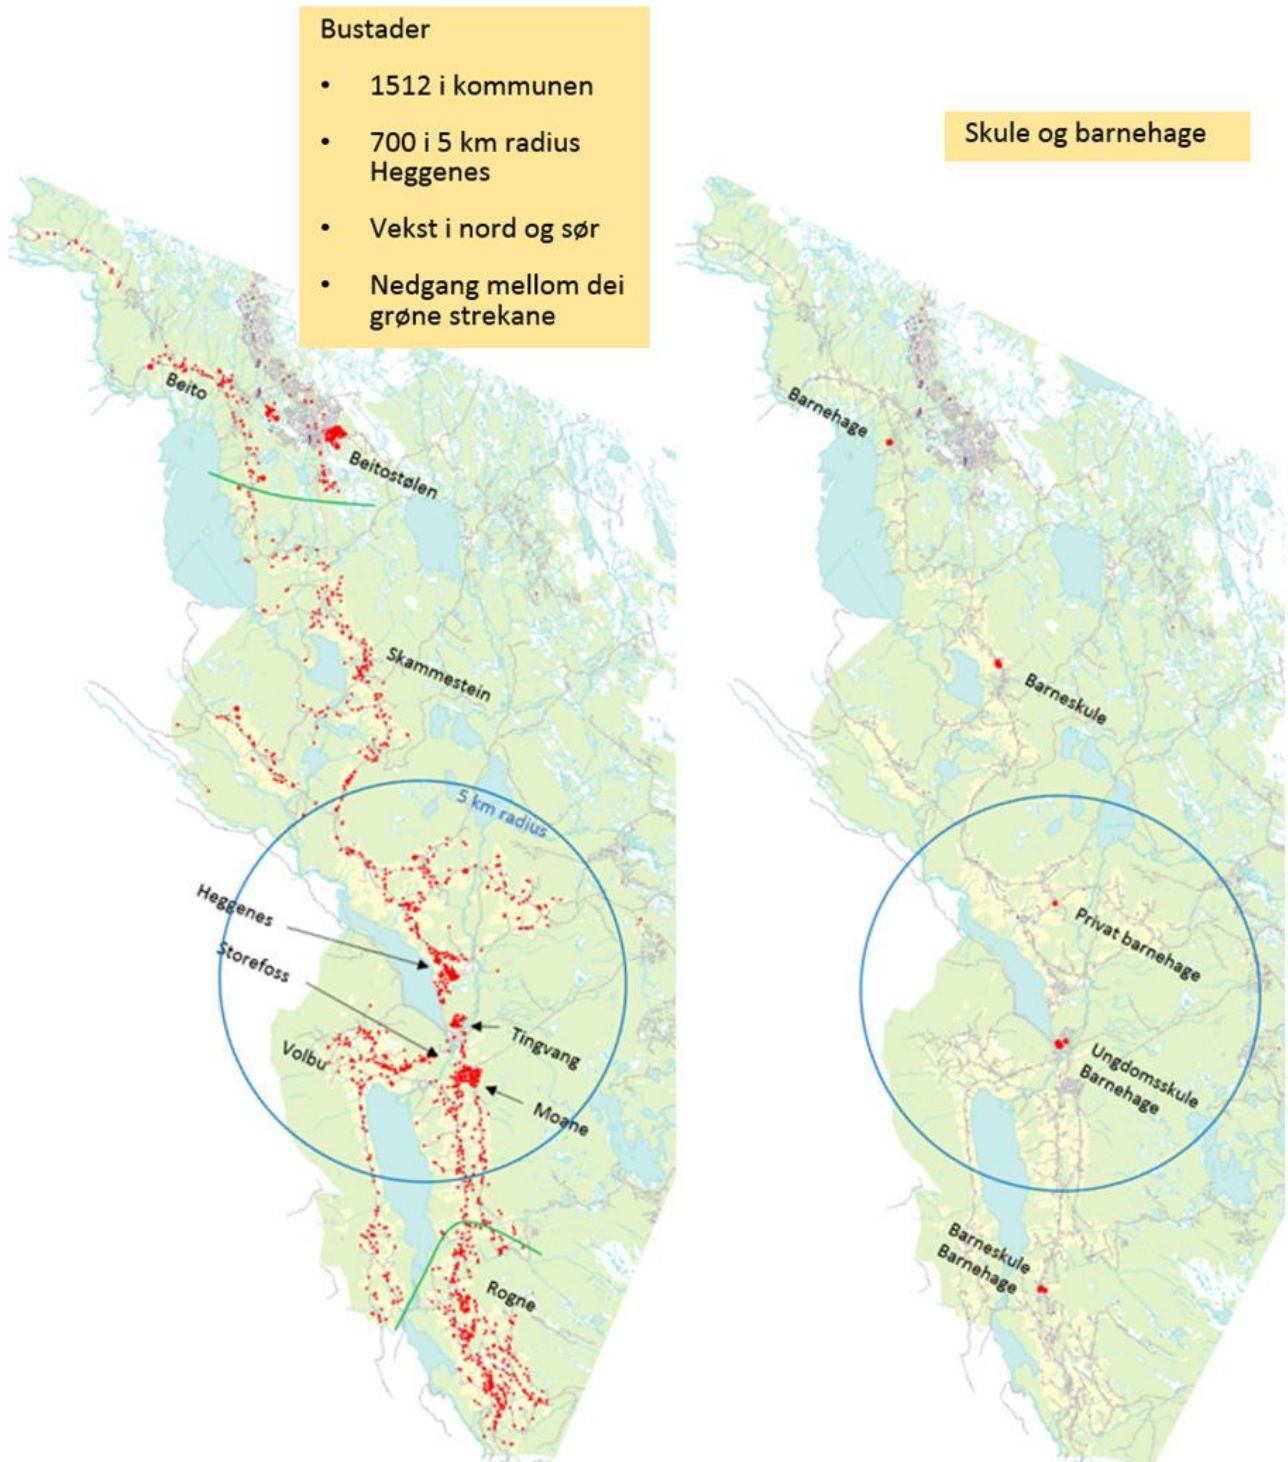 Bustader
• 1512 i kommunen
• 700 i 5 km radius
Heggenes
• Vekst i nord og sør
• Nedgang mellom dei
grøne strekane
Beito
Beitostølen
Skammestein
5 km radius
Heggenes
Storefoss
Tingvang
Volbu
Moane
Rogne
Skule og barnehage
Barnehage
Barneskule
Privat barnehage
Ungdomsskule
Barnehage
Barneskule
Barnehage